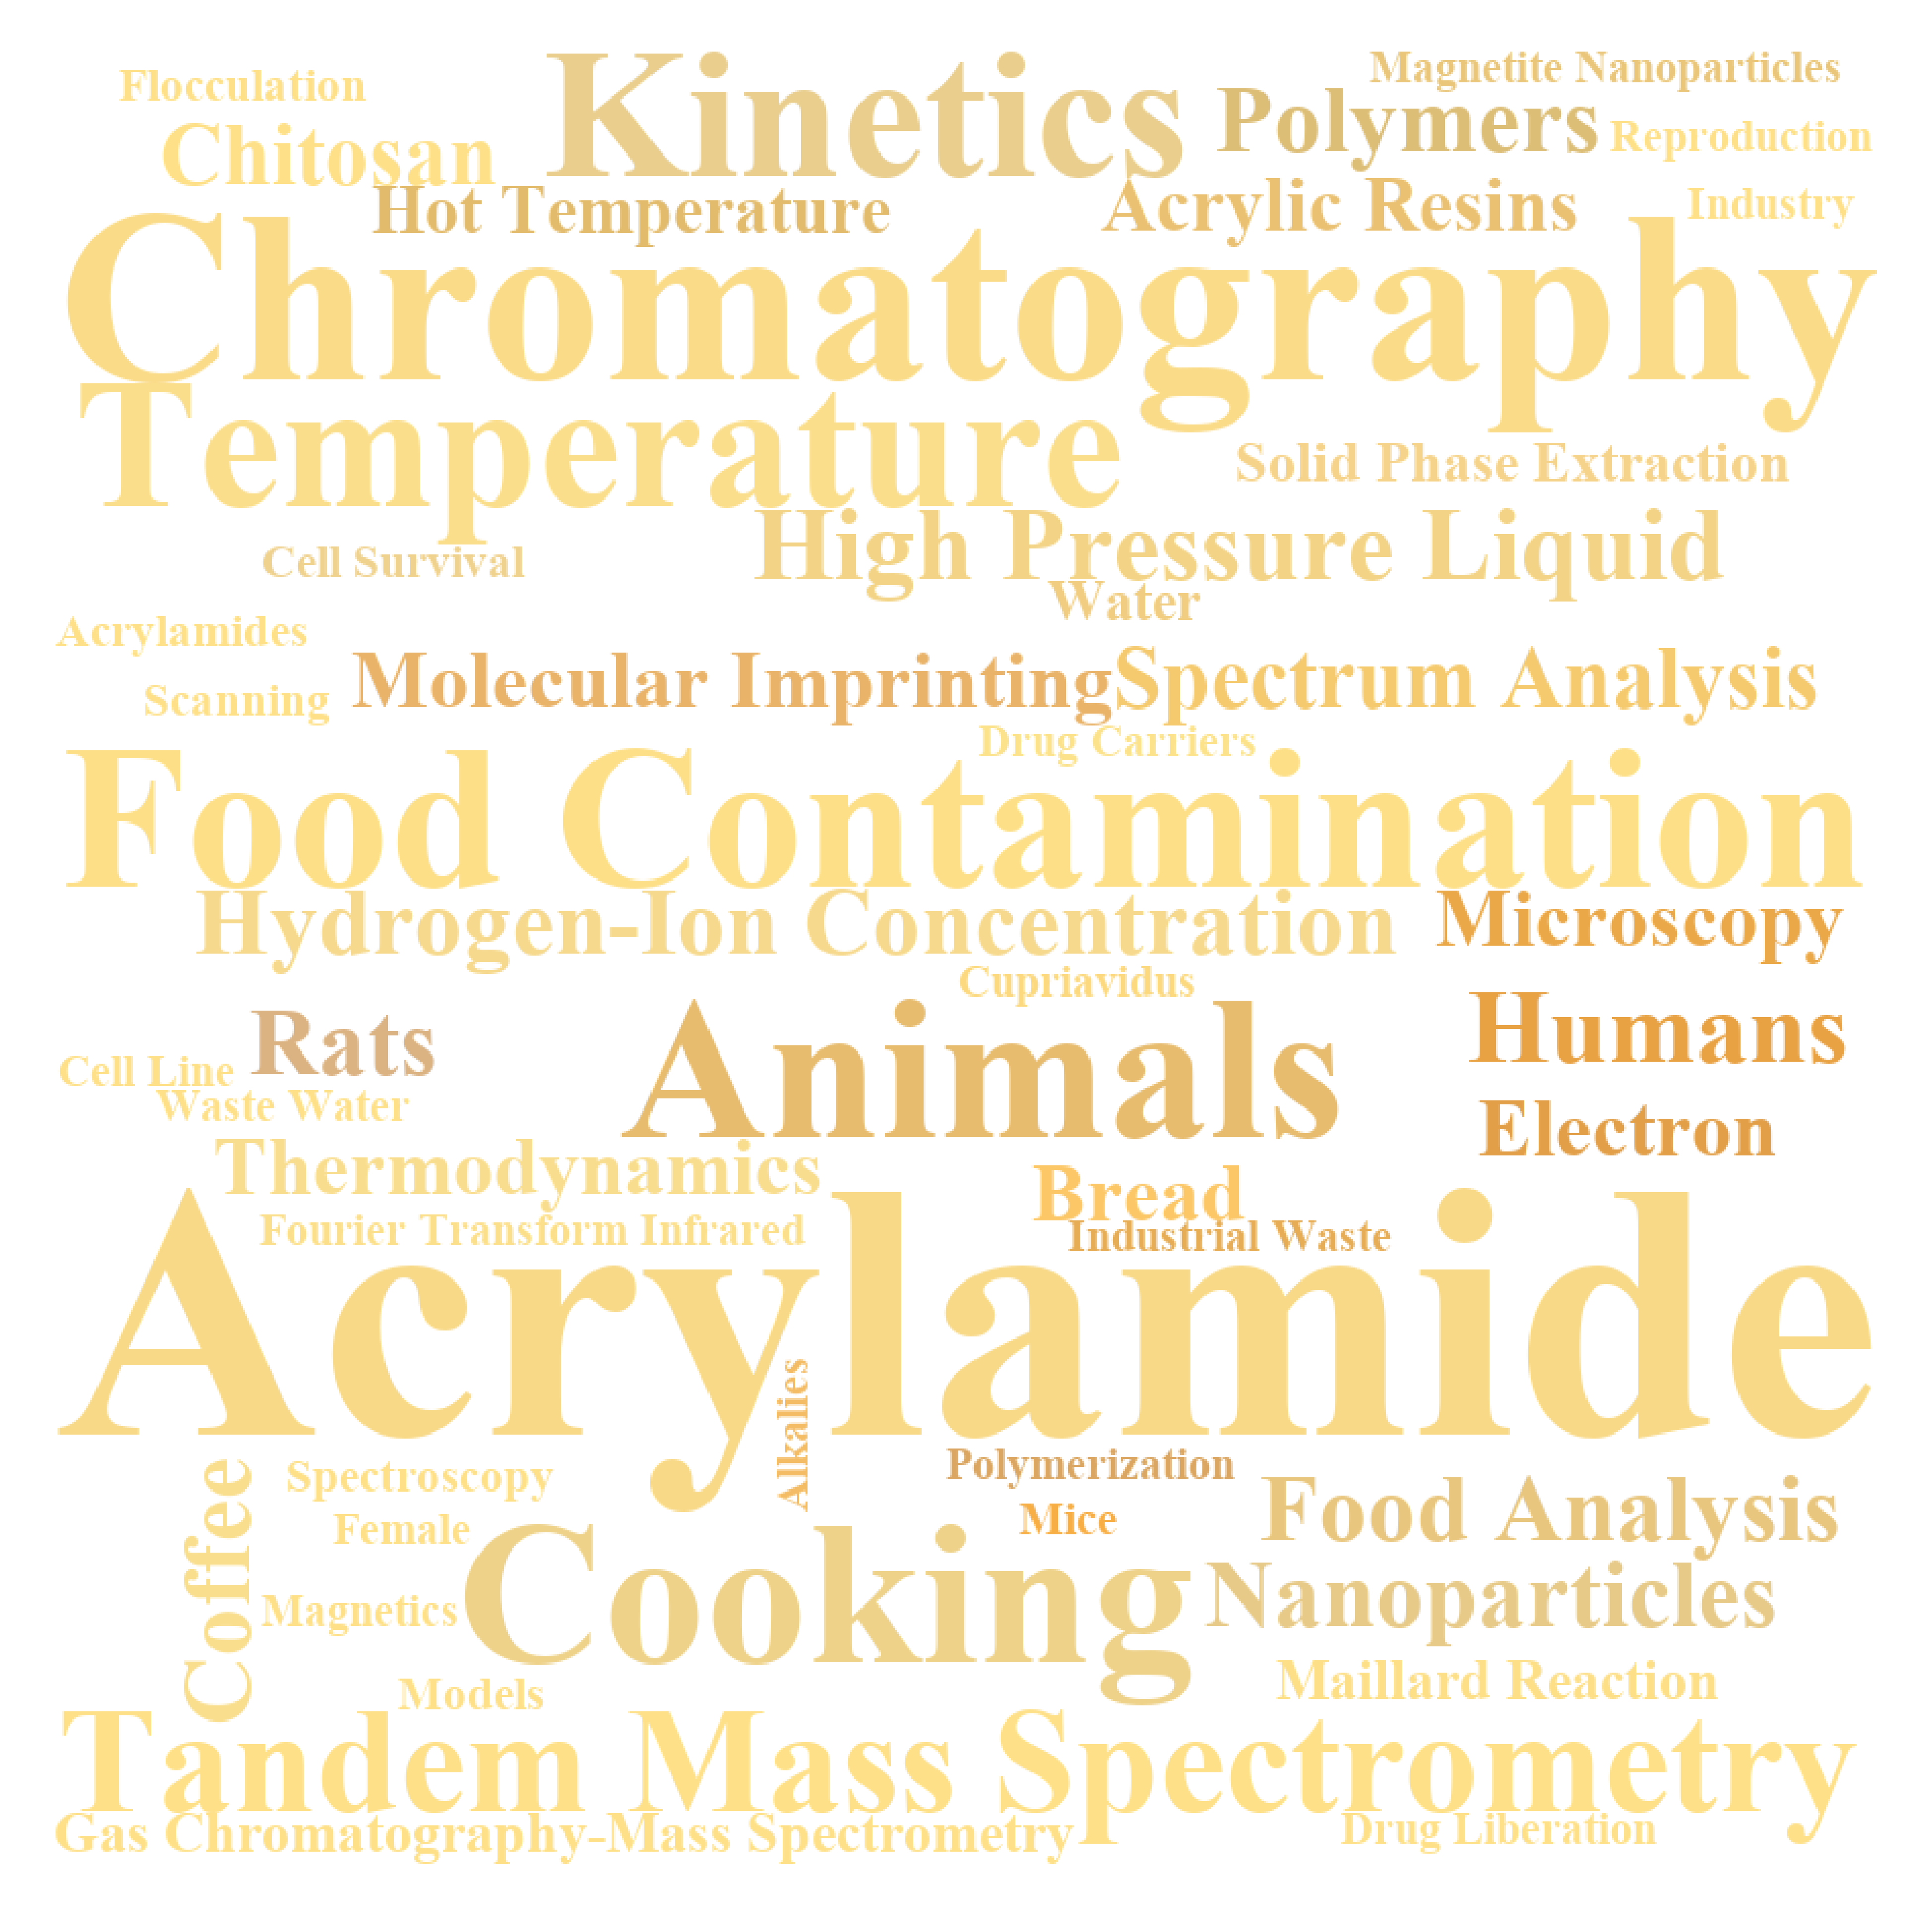 Kinetics
Magnetite Nanoparticles
Flocculation
Polymers
Reproduction
Chitosan
Hot Temperature
Acrylic Resins
Industry
Chromatography
Temperature
Solid Phase Extraction
High Pressure Liquid
Cell Survival
Water
Acrylamides
Molecular Imprinting
Spectrum Analysis
Scanning
Drug Carriers
Food Contamination
Hydrogen-Ion Concentration
Microscopy
Cupriavidus
Rats
Animals
Humans
Cell Line
Waste Water
Electron
Thermodynamics
Bread
Fourier Transform Infrared
Industrial Waste
Acrylamide
Alkalies
Coffee
Spectroscopy
Polymerization
Food Analysis
Female
Mice
Cooking
Nanoparticles
Magnetics
Models
Maillard Reaction
Tandem Mass Spectrometry
Gas Chromatography-Mass Spectrometry
Drug Liberation